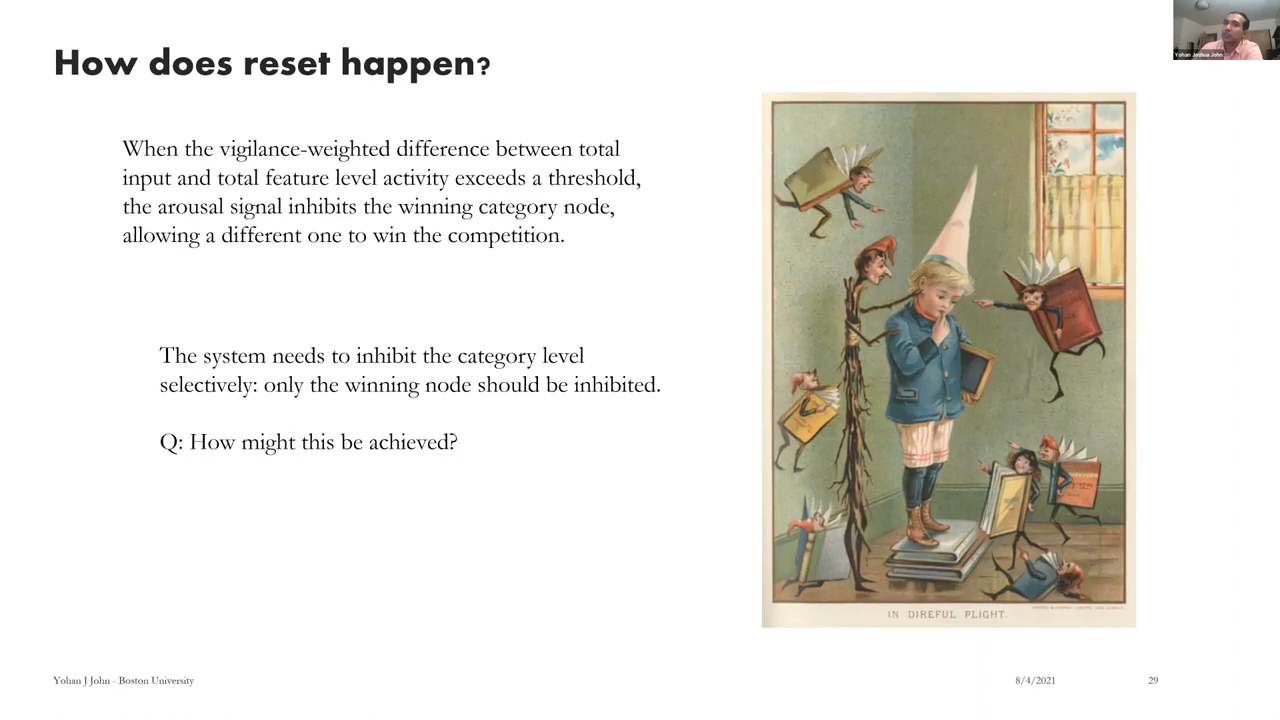 How does reset happen?
Yohan Joshua John
When the vigilance-weighted difference between total
input and total feature level activity exceeds a threshold,
the arousal signal inhibits the winning category node,
allowing a different one to win the competition.
The system needs to inhibit the category level
selectively: only the winning node should be inhibited.
Q: How might this be achieved?
IN DIREFUL PLIGHT.
Yohan J John - Boston University
8/4/2021
29